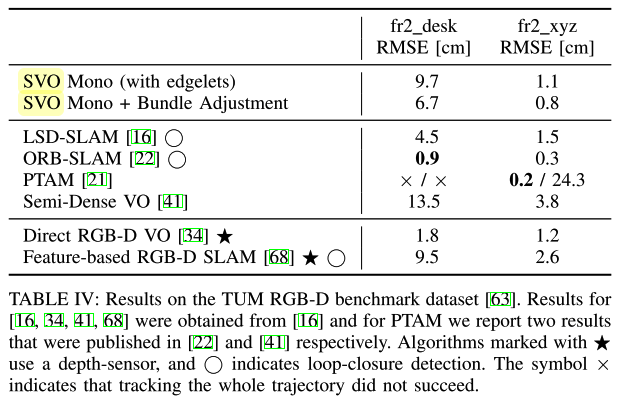 fr2_desk fr2_xyz
RMSE [cm] RMSE [cm]
SVO Mono (with edgelets) 9.7 1.1
SVO Mono + Bundle Adjustment 6.7 0.8
LSD-SLAM [16] ◯ 4.5 1.5
ORB-SLAM [22] ◯ 0.9 0.3
PTAM [21] × / × 0.2 / 24.3
Semi-Dense VO [41] 13.5 3.8
Direct RGB-D VO [34] ★ 1.8 1.2
Feature-based RGB-D SLAM [68] ★ ◯ 9.5 2.6
TABLE IV: Results on the TUM RGB-D benchmark dataset [63]. Results for
[16, 34, 41, 68] were obtained from [16] and for PTAM we report two results
that were published in [22] and [41] respectively. Algorithms marked with ★
use a depth-sensor, and ◯ indicates loop-closure detection. The symbol ×
indicates that tracking the whole trajectory did not succeed.